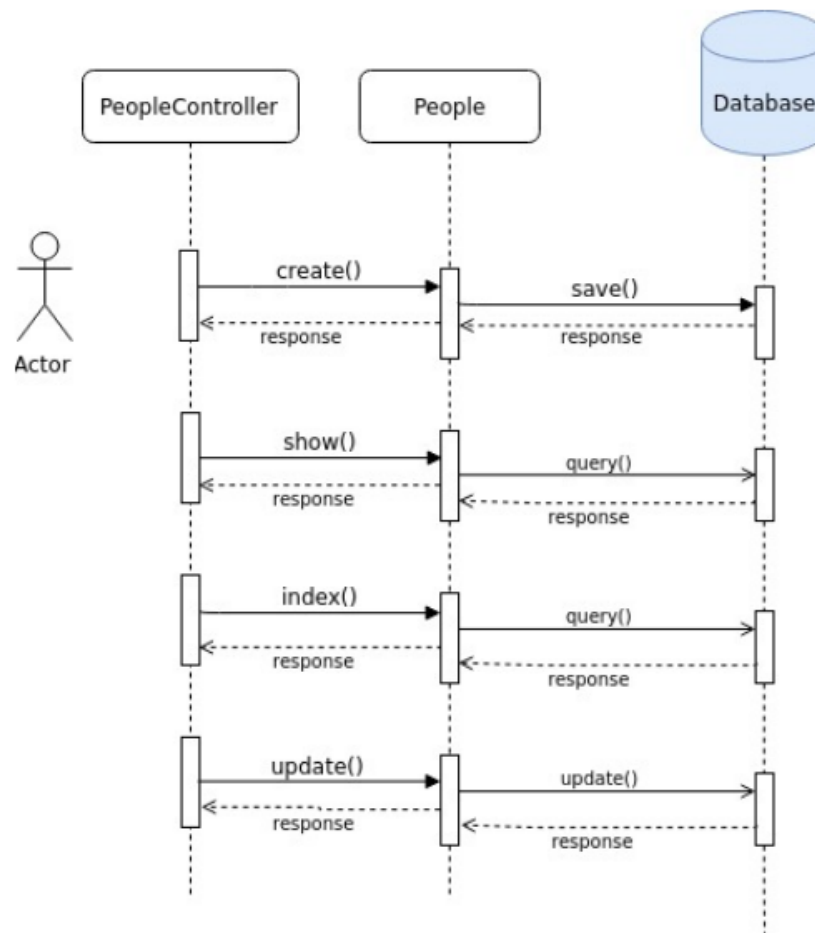 PeopleController
People
Database
Actor
create()
save()
response
response
show()
query()
response
response
index()
query()
response
response
update()
update()
response
response